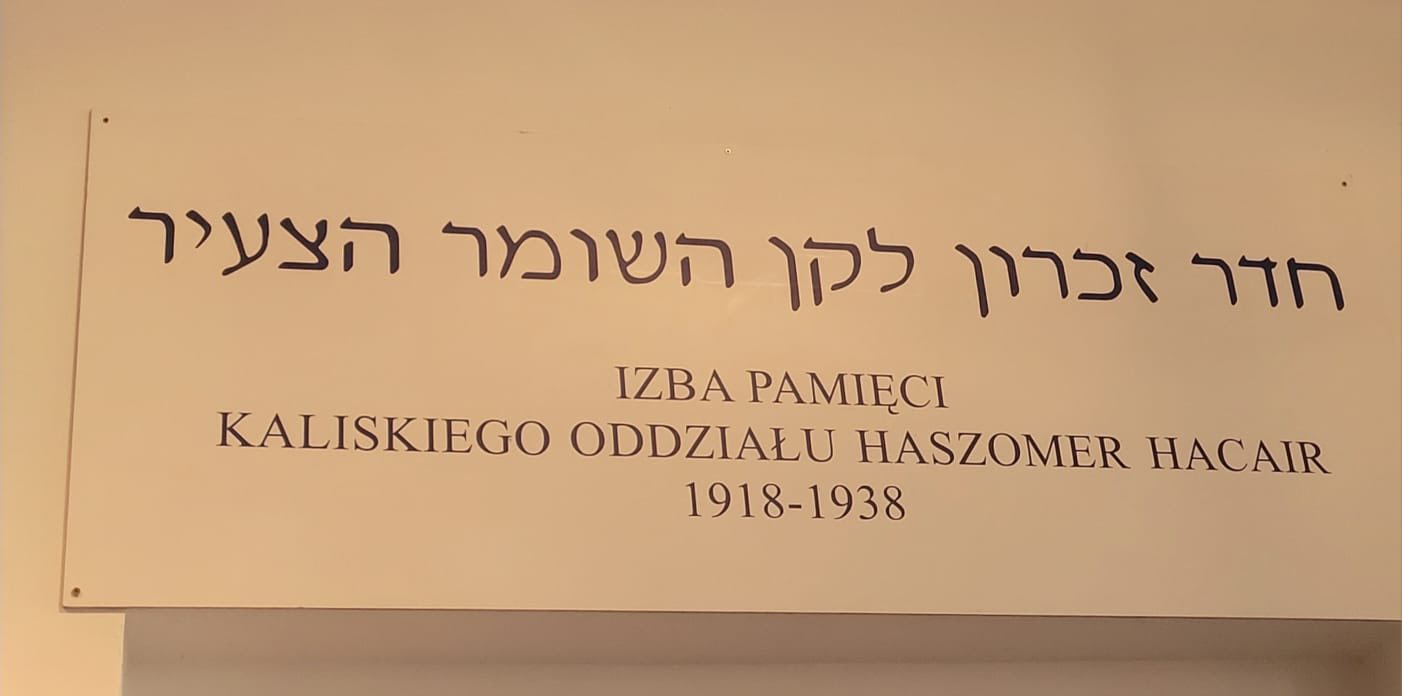 חדר זכרון לקן השומר הצעיר
IZBA PAMIĘCI
KALISKIEGO ODDZIAŁU HASZOMER HACAIR
1918-1938